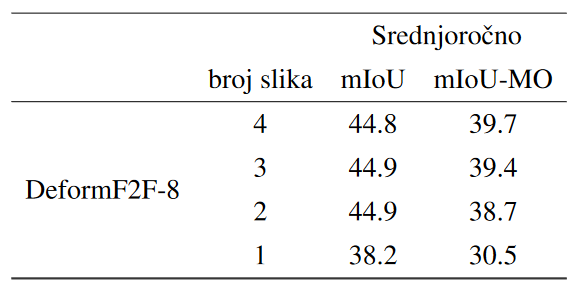 Srednjoročno
broj slika mIoU mIoU-MO
4 44.8 39.7
3 44.9 39.4
DeformF2F-8
2 44.9 38.7
1 38.2 30.5